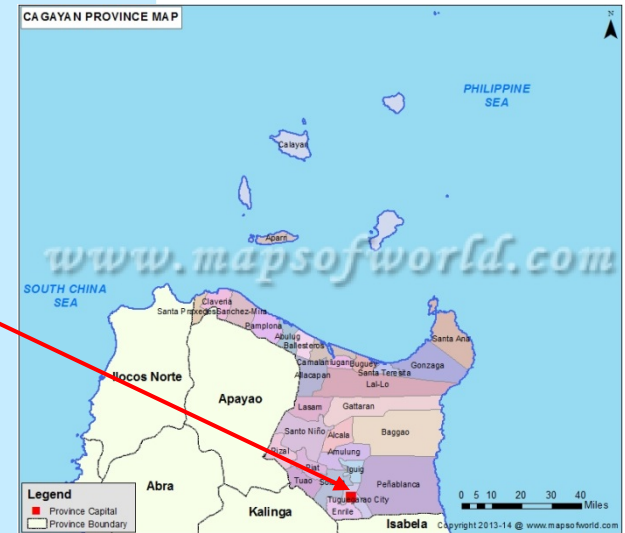 CAGAYAN PROVINCE MAP
N
PHILIPPINE
SEA
Calayan
Aparri
www.mapsofworld.com
SOUTH CHINA
SEA
Claveria
Santa Praxedes
Sanchez-Mira
Pamplona
Abulug
Ballesteros
Santa Ana
Camalaniugan
Buguey
Gonzaga
Ilocos Norte
Allacapan
Santa Teresita
Lal-Lo
Apayao
Lasam
Gattaran
Santo Niño
Alcala
Baggao
Rizal
Amulung
Piat
Iguig
Abra
Tuao
Peñablanca
Legend
Province Capital
Province Boundary
Tuguegarao City
0 5 10 20 30 40
Miles
Kalinga
Enrile
Isabela
Copyright 2013-14 @ www.mapsofworld.com